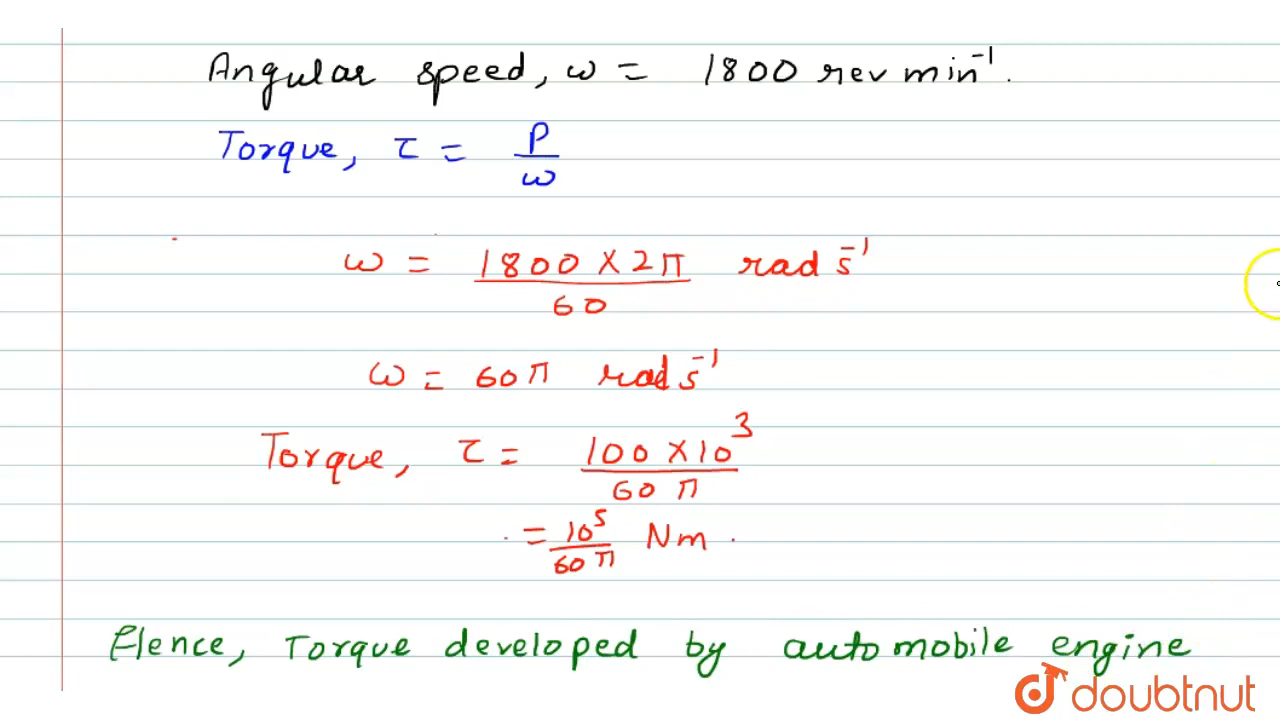 Angular speed, ω = 1800 rev min⁻¹.
Torque, τ = P/ω
ω = 1800 × 2π/60 rad s⁻¹
ω = 60π rad s⁻¹
Torque, τ = 100 × 10³/60 π
= 10⁵/60 π Nm.
Hence, Torque developed by automobile engine
doubtnut